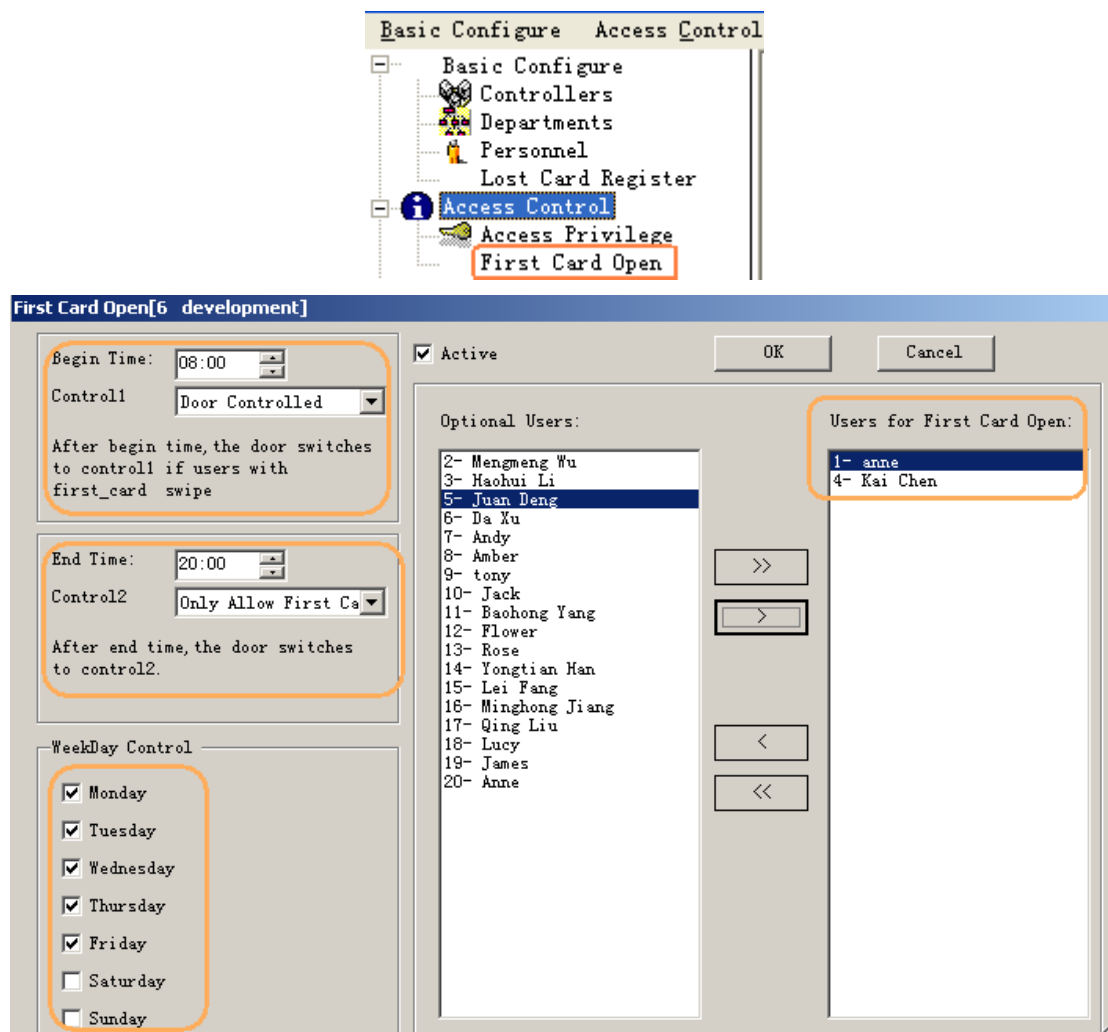 Basic Configure Access Control
Basic Configure
Controllers
Departments
Personnel
Lost Card Register
Access Control
Access Privilege
First Card Open
First Card Open[6 development]
Begin Time: 08:00
Control1 Door Controlled
After begin time, the door switches
to control1 if users with
first_card swipe
End Time: 20:00
Control2 Only Allow First Ca
After end time, the door switches
to control2.
WeekDay Control
Monday
Tuesday
Wednesday
Thursday
Friday
Saturday
Sunday
Active OK Cancel
Optional Users:
2- Mengmeng Wu
3- Haohui Li
5- Juan Deng
6- Da Xu
7- Andy
8- Amber
9- tony
10- Jack
11- Baohong Yang
12- Flower
13- Rose
14- Yongtian Han
15- Lei Fang
16- Minghong Jiang
17- Qing Liu
18- Lucy
19- James
20- Anne
>>
>
<
<<
Users for First Card Open:
1- anne
4- Kai Chen